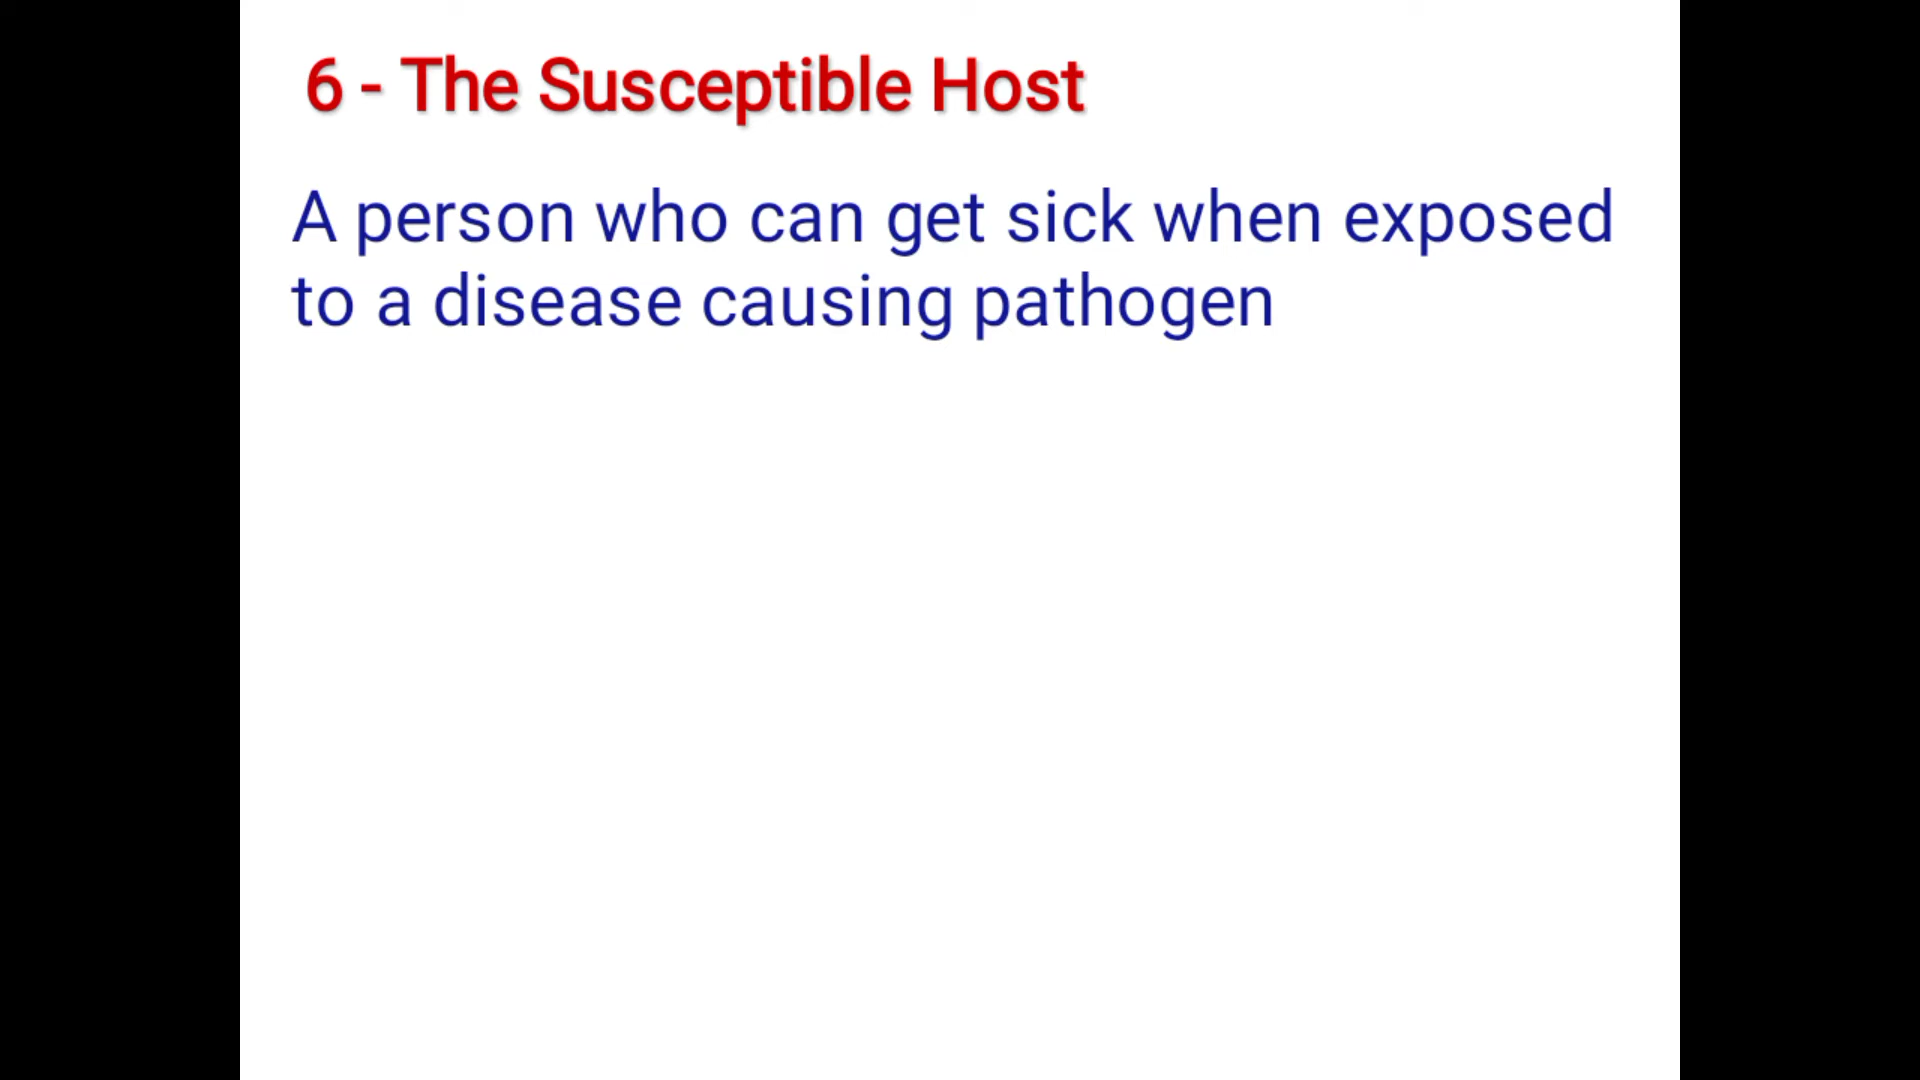 6 - The Susceptible Host
A person who can get sick when exposed
to a disease causing pathogen